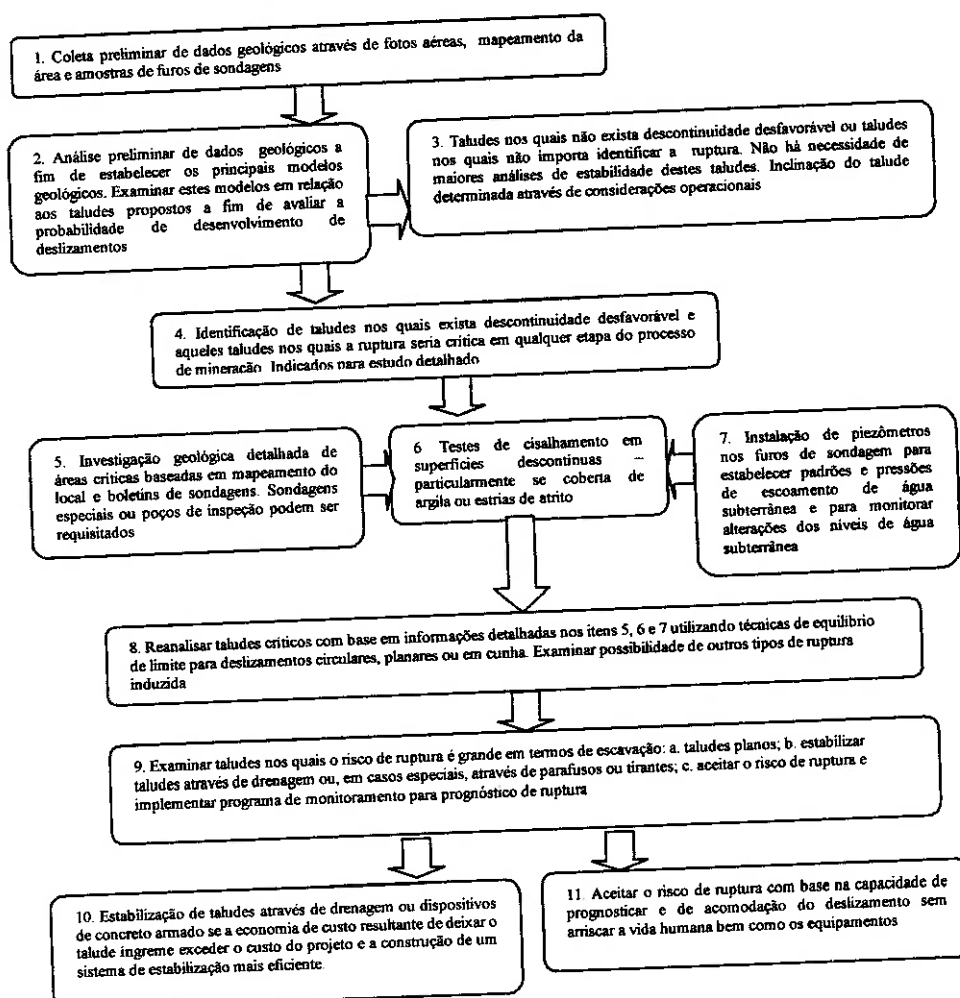 1. Coleta preliminar de dados geológicos através de fotos aéreas, mapeamento da
área e amostras de furos de sondagens
2. Análise preliminar de dados geológicos a
fim de estabelecer os principais modelos
geológicos. Examinar estes modelos em relação
aos taludes propostos a fim de avaliar a
probabilidade de desenvolvimento de
deslizamentos
3. Taludes nos quais não exista descontinuidade desfavorável ou taludes
nos quais não importa identificar a ruptura. Não há necessidade de
maiores análises de estabilidade destes taludes. Inclinação do talude
determinada através de considerações operacionais
4. Identificação de taludes nos quais exista descontinuidade desfavorável e
aqueles taludes nos quais a ruptura seria crítica em qualquer etapa do processo
de mineração Indicados para estudo detalhado
5. Investigação geológica detalhada de
áreas críticas baseadas em mapeamento do
local e boletins de sondagens. Sondagens
especiais ou poços de inspeção podem ser
requisitados
6 Testes de cisalhamento em
superfícies descontinuas –
particularmente se coberta de
argila ou estrias de atrito
7. Instalação de piezômetros
nos furos de sondagem para
estabelecer padrões e pressões
de escoamento de água
subterrânea e para monitorar
alterações dos níveis de água
subterrânea
8. Reanalisar taludes críticos com base em informações detalhadas nos itens 5, 6 e 7 utilizando técnicas de equilíbrio
de limite para deslizamentos circulares, planares ou em cunha. Examinar possibilidade de outros tipos de ruptura
induzida
9. Examinar taludes nos quais o risco de ruptura é grande em termos de escavação: a. taludes planos; b. estabilizar
taludes através de drenagem ou, em casos especiais, através de parafusos ou tirantes; c. aceitar o risco de ruptura e
implementar programa de monitoramento para prognóstico de ruptura
10. Estabilização de taludes através de drenagem ou dispositivos
de concreto armado se a economia de custo resultante de deixar o
talude íngreme exceder o custo do projeto e a construção de um
sistema de estabilização mais eficiente.
11 Aceitar o risco de ruptura com base na capacidade de
prognosticar e de acomodação do deslizamento sem
arriscar a vida humana bem como os equipamentos